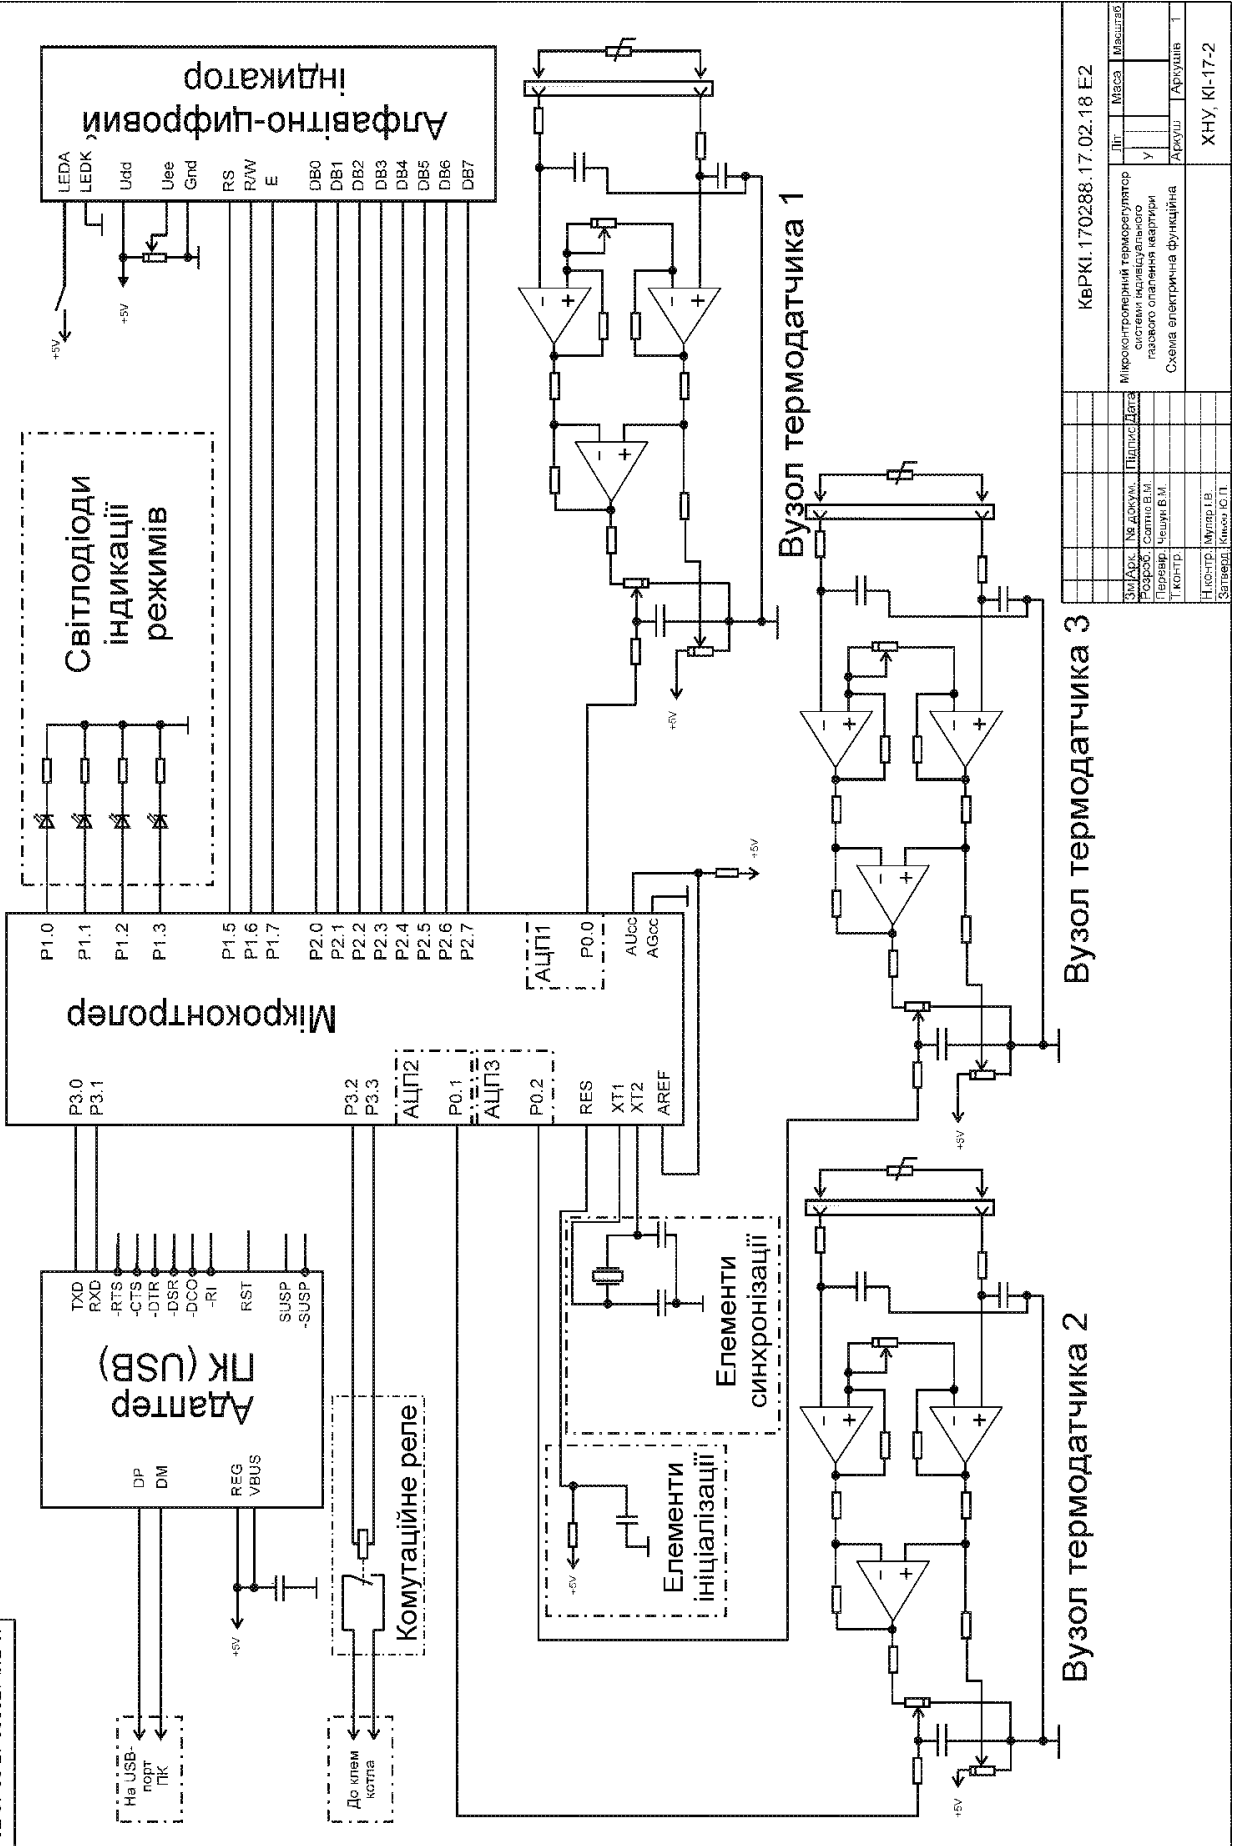 Алфавітно-цифровий
індикатор
LEDA
LEDK
Udd
Uee
Gnd
RS
R/W
E
DB0
DB1
DB2
DB3
DB4
DB5
DB6
DB7
+5V
+5V
Світлодіоди
індикації
режимів
P1.0
P1.1
P1.2
P1.3
P1.5
P1.6
P1.7
P2.0
P2.1
P2.2
P2.3
P2.4
P2.5
P2.6
P2.7
АЦП1
P0.0
AUcc
AGcc
+5V
Мікроконтролер
P3.0
P3.1
P3.2
P3.3
АЦП2
P0.1
АЦП3
P0.2
RES
XT1
XT2
AREF
TXD
RXD
-RTS
-CTS
-DTR
-DSR
-DCO
-RI
RST
SUSP
-SUSP
Адаптер
ПК (USB)
DP
DM
REG
VBUS
+5V
На USB-
порт
ПК
До клем
котла
Комутаційне реле
Елементи
синхронізації
Елементи
ініціалізації
+5V
Вузол термодатчика 1
+5V
Вузол термодатчика 3
+5V
Вузол термодатчика 2
+5V
КвРКІ.170288.17.02.18 Е2
Мікроконтролерний терморегулятор
системи індивідуального
газового опалення квартири
Схема електрична функційна
Літ Маса Масштаб
У
Аркуш Аркушів 1
ХНУ, КІ-17-2
Зм Арк. № докум. Підпис Дата
Розроб.
Перевір. Чешун В.М.
Т.контр.
Н.контр. Муляр І.В.
Затверд.